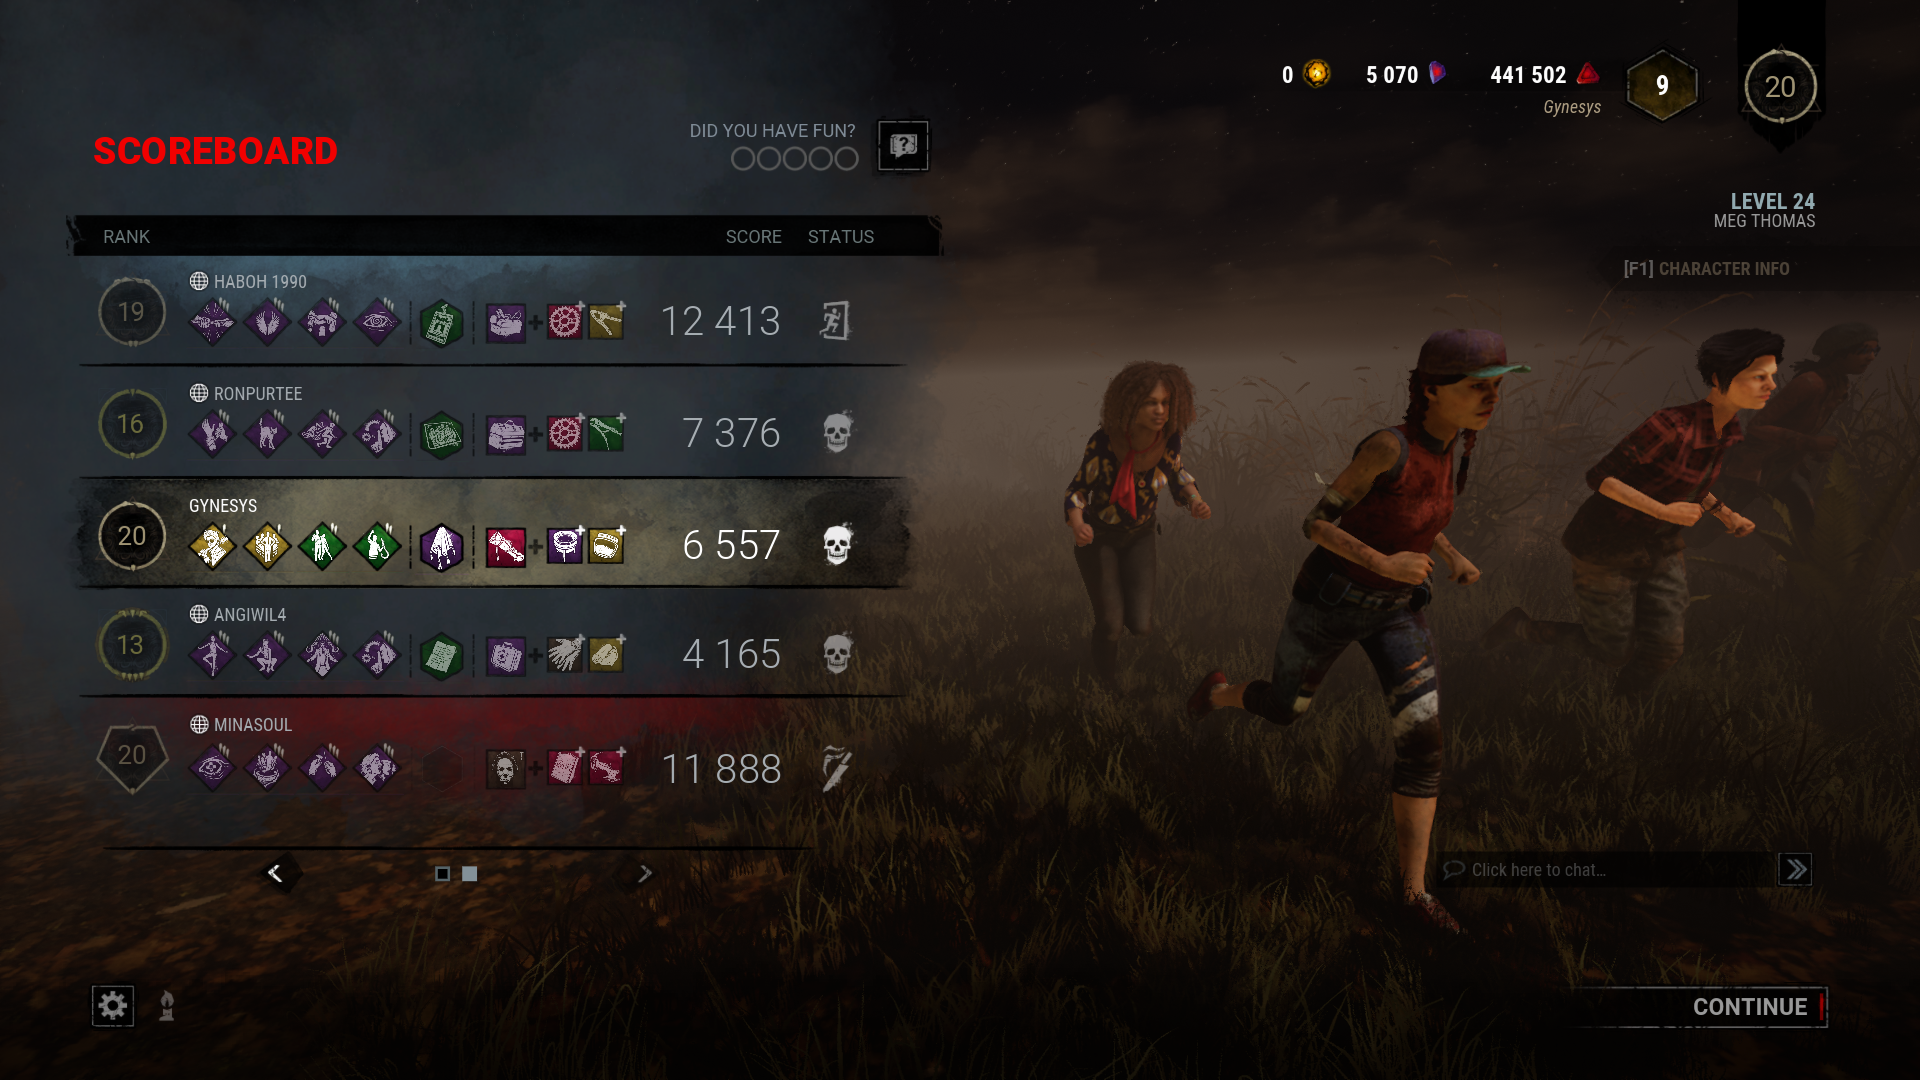 0 5 070 441 502 9 20
Gynesys
SCOREBOARD
DID YOU HAVE FUN?
?
LEVEL 24
MEG THOMAS
[F1] CHARACTER INFO
RANK SCORE STATUS
HABOH 1990
19 12 413
RONPURTEE
16 7 376
GYNESYS
20 6 557
ANGIWIL4
13 4 165
MINASOUL
20 11 888
Click here to chat...
CONTINUE